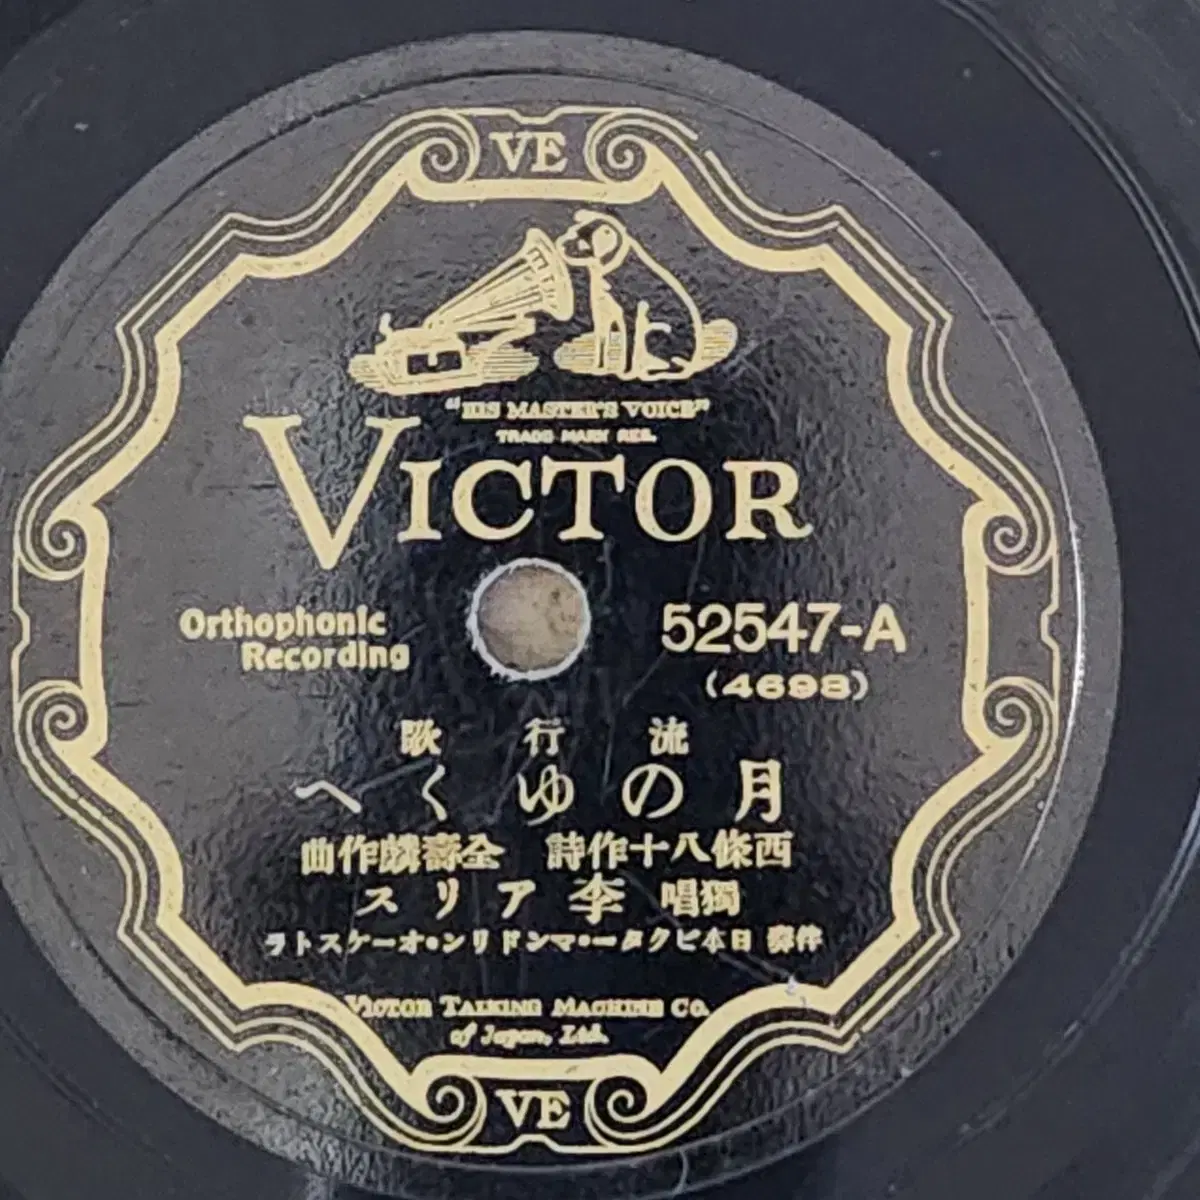 VE
"HIS MASTER'S VOICE"
TRADE MARK REG.
VICTOR
Orthophonic
Recording
52547-A
(4698)
流行歌
月のゆくへ
西條八十作詩 全壽麟作曲
獨唱 李アリス
伴奏 日本ビクター・マンドリン・オーケストラ
VICTOR TALKING MACHINE CO.
of Japan, Ltd.
VE